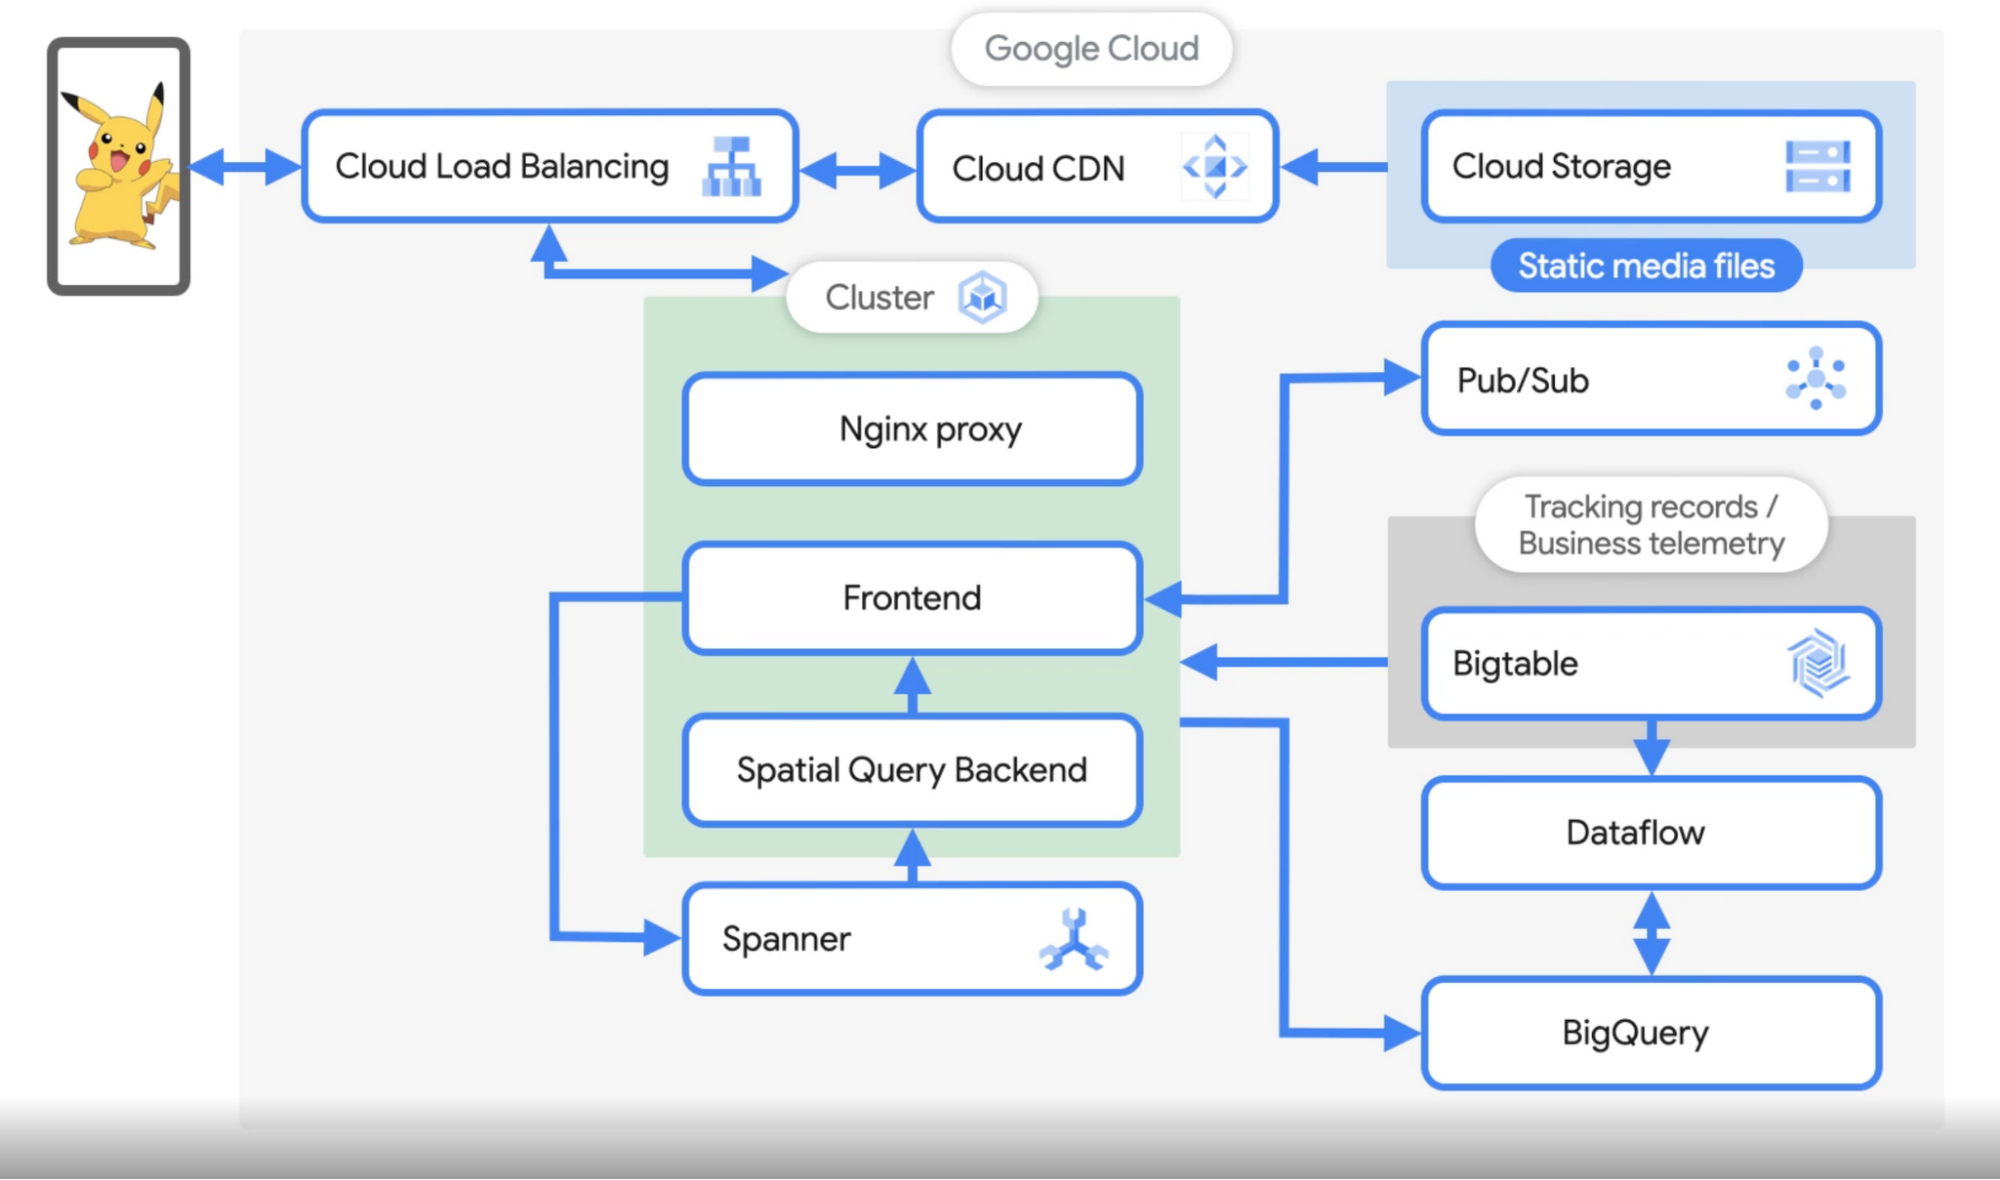 Google Cloud
Cloud Load Balancing
Cloud CDN
Cloud Storage
Static media files
Cluster
Nginx proxy
Pub/Sub
Frontend
Tracking records /
Business telemetry
Bigtable
Spatial Query Backend
Dataflow
Spanner
BigQuery